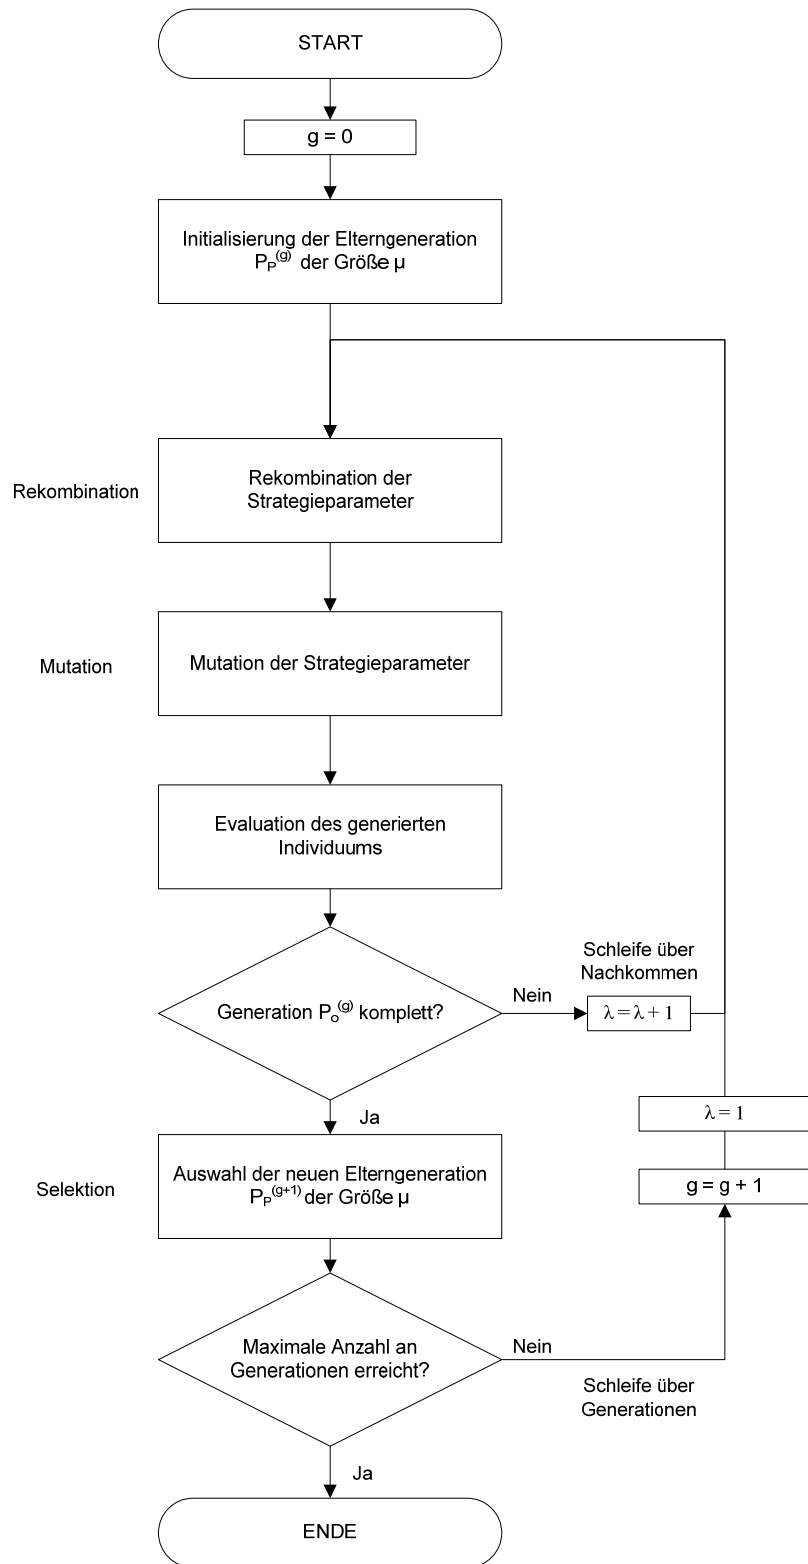 START
g = 0
Initialisierung der Elterngeneration
P_P^(g) der Größe µ
Rekombination
Rekombination der
Strategieparameter
Mutation
Mutation der Strategieparameter
Evaluation des generierten
Individuums
Generation P_o^(g) komplett?
Nein
Schleife über
Nachkommen
λ = λ + 1
Ja
λ = 1
g = g + 1
Selektion
Auswahl der neuen Elterngeneration
P_P^(g+1) der Größe µ
Maximale Anzahl an
Generationen erreicht?
Nein
Schleife über
Generationen
Ja
ENDE